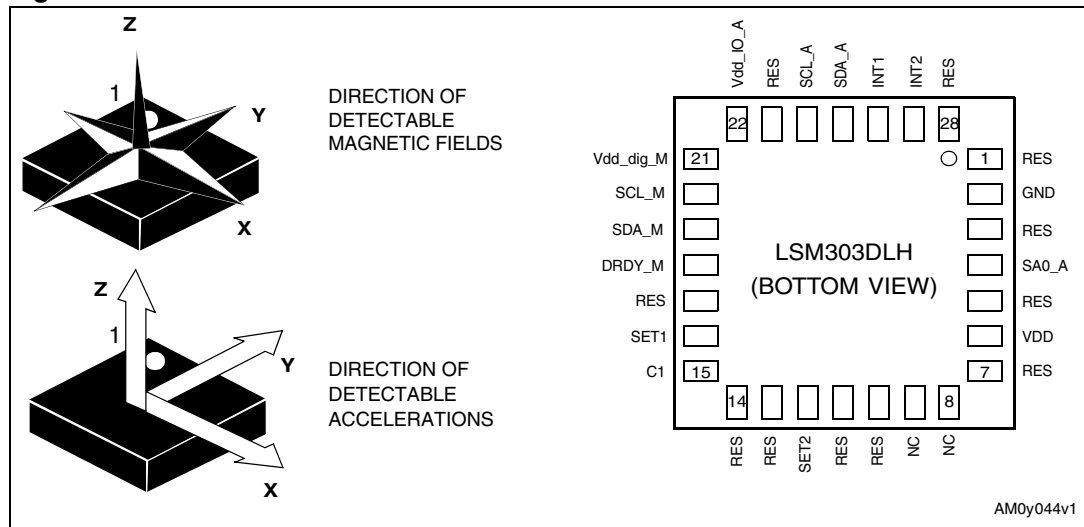 Z
1
Y
X
DIRECTION OF
DETECTABLE
MAGNETIC FIELDS
Z
1
Y
X
DIRECTION OF
DETECTABLE
ACCELERATIONS
Vdd_IO_A
RES
SCL_A
SDA_A
INT1
INT2
RES
22
28
Vdd_dig_M
21
SCL_M
SDA_M
DRDY_M
RES
SET1
C1
15
LSM303DLH
(BOTTOM VIEW)
1
RES
GND
RES
SA0_A
RES
VDD
7
RES
14
8
RES
RES
SET2
RES
RES
NC
NC
AM0y044v1